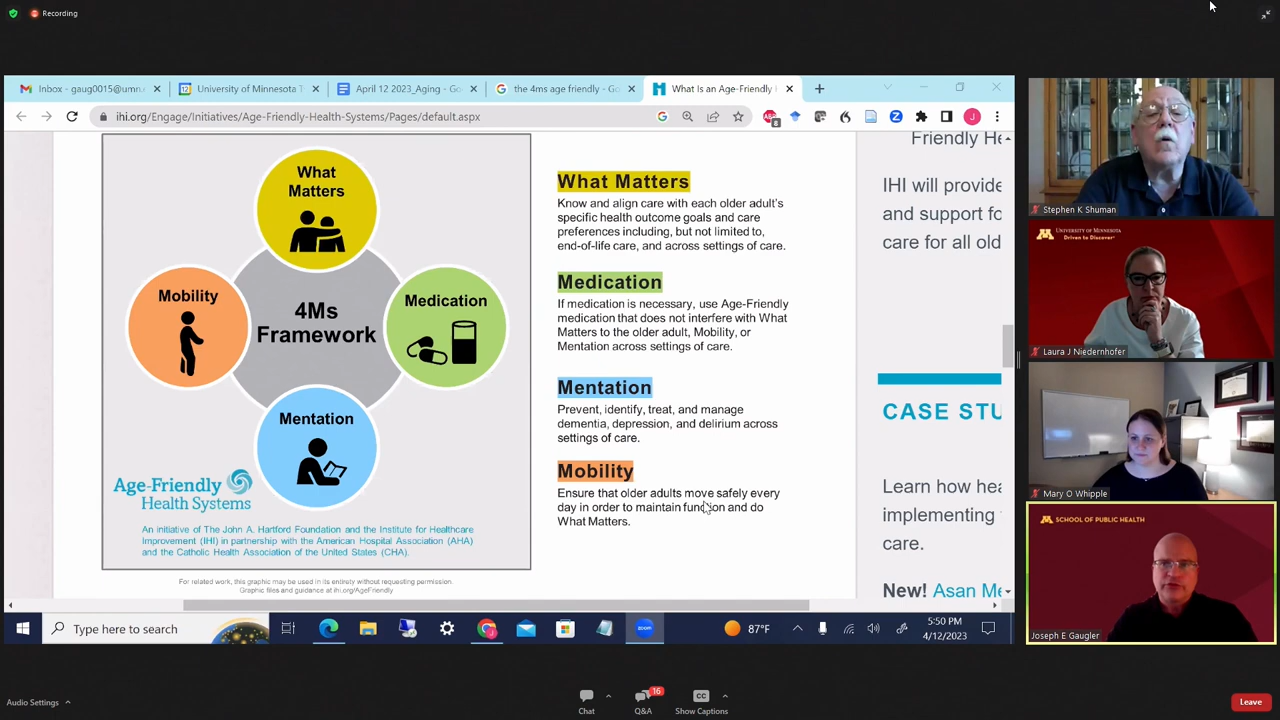 Recording
Inbox - gaug0015@umn.
University of Minnesota T
April 12 2023_Aging - Go
the 4ms age friendly - Go
What Is an Age-Friendly
ihi.org/Engage/Initiatives/Age-Friendly-Health-Systems/Pages/default.aspx
8
J
What
Matters
Mobility
4Ms
Framework
Medication
Mentation
Age-Friendly
Health Systems
An initiative of The John A. Hartford Foundation and the Institute for Healthcare
Improvement (IHI) in partnership with the American Hospital Association (AHA)
and the Catholic Health Association of the United States (CHA).
For related work, this graphic may be used in its entirety without requesting permission.
Graphic files and guidance at ihi.org/AgeFriendly
What Matters
Know and align care with each older adult's
specific health outcome goals and care
preferences including, but not limited to,
end-of-life care, and across settings of care.
Medication
If medication is necessary, use Age-Friendly
medication that does not interfere with What
Matters to the older adult, Mobility, or
Mentation across settings of care.
Mentation
Prevent, identify, treat, and manage
dementia, depression, and delirium across
settings of care.
Mobility
Ensure that older adults move safely every
day in order to maintain function and do
What Matters.
Friendly He
IHI will provide
and support fo
care for all old
CASE STU
Learn how hea
implementing
care.
New! Asan Me
Type here to search
zoom
87°F
5:50 PM
4/12/2023
Stephen K Shuman
UNIVERSITY OF MINNESOTA
Driven to Discover
Laura J Niedernhofer
Mary O Whipple
SCHOOL OF PUBLIC HEALTH
Joseph E Gaugler
Audio Settings
Chat
16
Q&A
CC
Show Captions
Leave